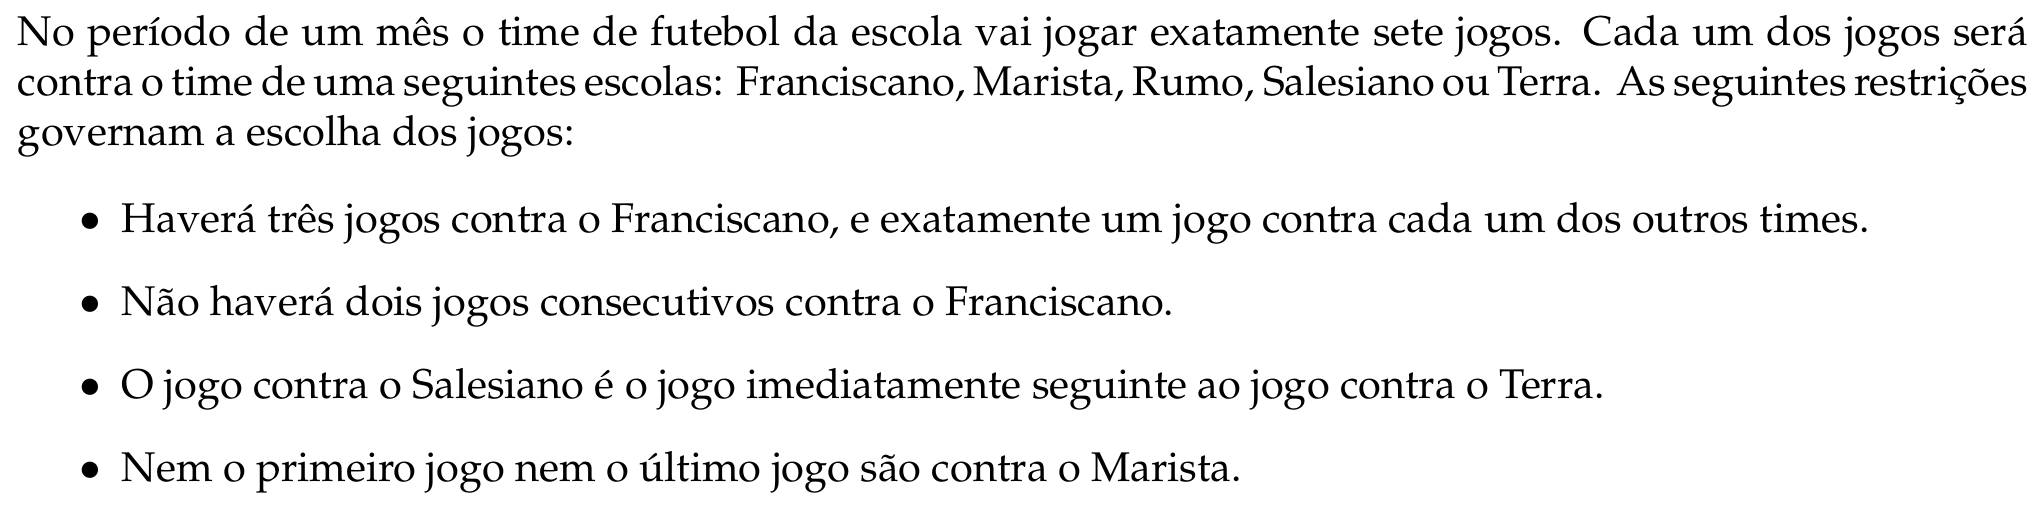 No período de um mês o time de futebol da escola vai jogar exatamente sete jogos. Cada um dos jogos será
contra o time de uma seguintes escolas: Franciscano, Marista, Rumo, Salesiano ou Terra. As seguintes restrições
governam a escolha dos jogos:
• Haverá três jogos contra o Franciscano, e exatamente um jogo contra cada um dos outros times.
• Não haverá dois jogos consecutivos contra o Franciscano.
• O jogo contra o Salesiano é o jogo imediatamente seguinte ao jogo contra o Terra.
• Nem o primeiro jogo nem o último jogo são contra o Marista.